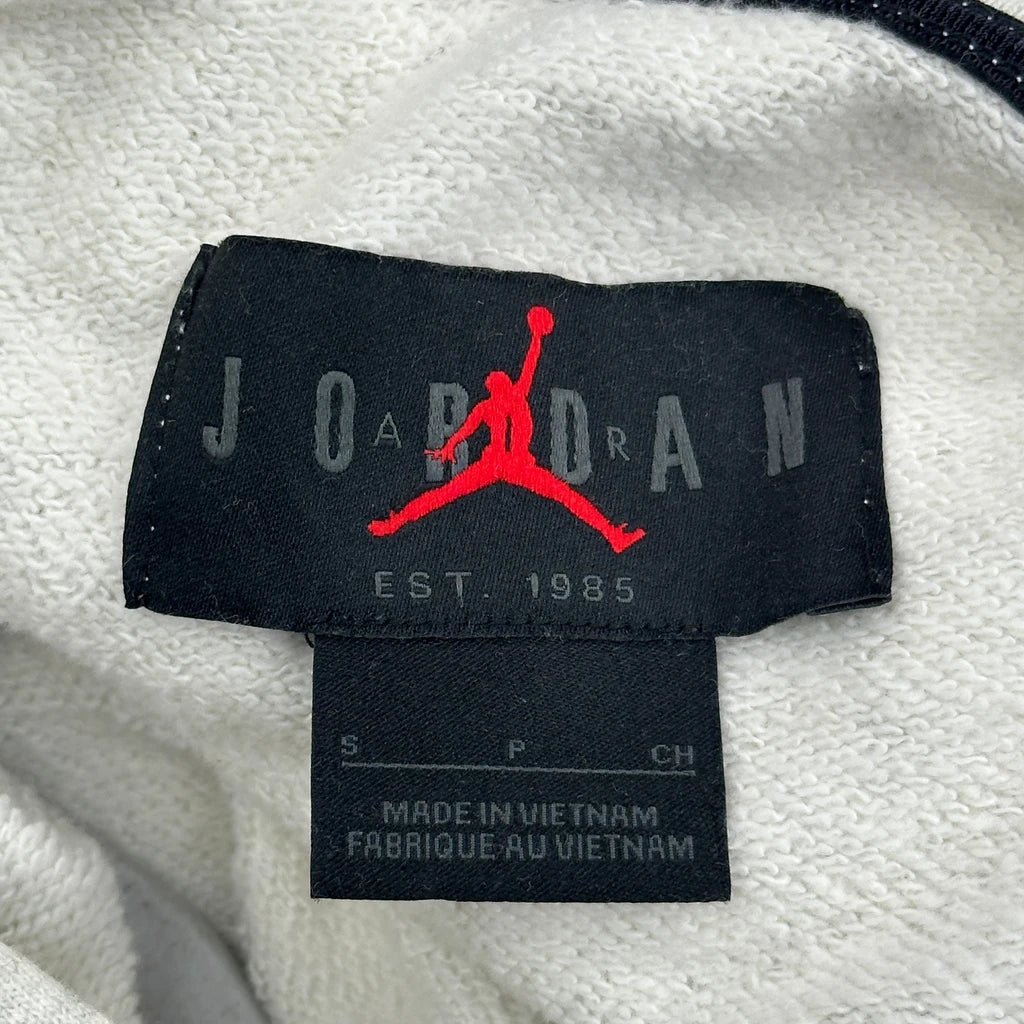 JORDAN
AIR
EST. 1985
S P CH
MADE IN VIETNAM
FABRIQUE AU VIETNAM